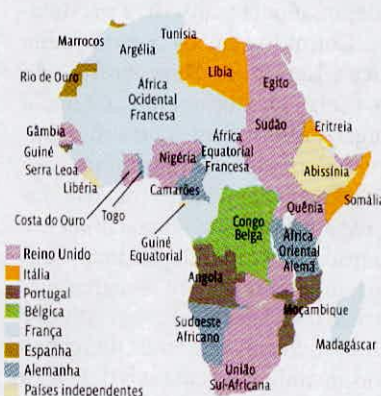 Marrocos
Tunísia
Argélia
Líbia
Egito
Rio de Ouro
África
Ocidental
Francesa
Sudão
Eritreia
Gâmbia
Guiné
Serra Leoa
Libéria
Nigéria
África
Equatorial
Francesa
Abissínia
Camarões
Costa do Ouro
Togo
Guiné
Equatorial
Congo
Belga
Quênia
Somália
África
Oriental
Alemã
Angola
Moçambique
Sudoeste
Africano
Madagáscar
União
Sul-Africana
Reino Unido
Itália
Portugal
Bélgica
França
Espanha
Alemanha
Países independentes